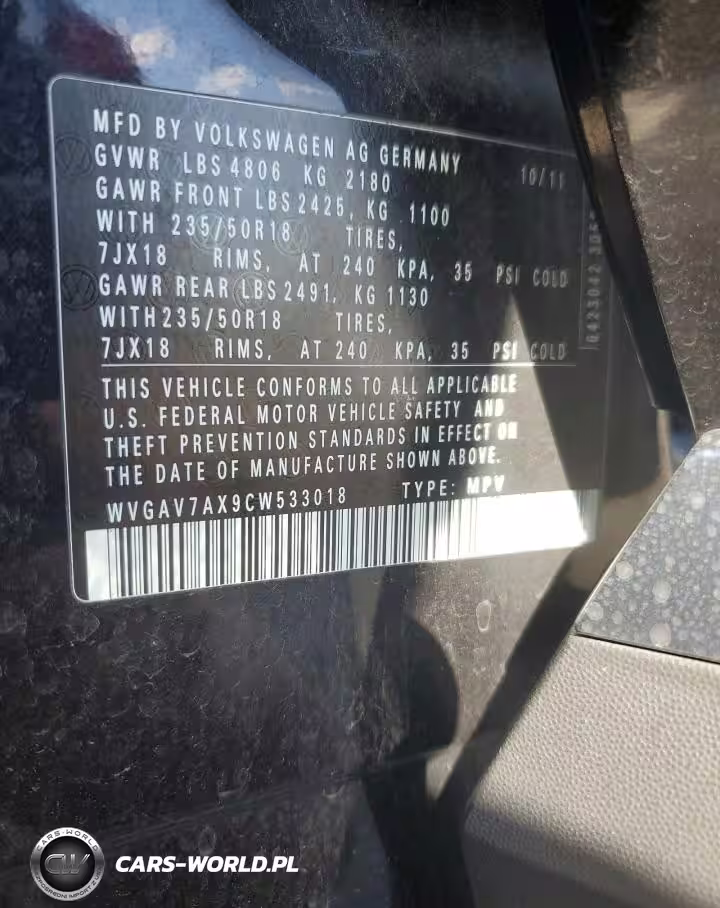 MFD BY VOLKSWAGEN AG GERMANY 10/11
GVWR LBS 4806 KG 2180
GAWR FRONT LBS 2425, KG 1100
WITH 235/50R18 TIRES,
7JX18 RIMS, AT 240 KPA, 35 PSI COLD
GAWR REAR LBS 2491, KG 1130
WITH 235/50R18 TIRES,
7JX18 RIMS, AT 240 KPA, 35 PSI COLD
THIS VEHICLE CONFORMS TO ALL APPLICABLE
U.S. FEDERAL MOTOR VEHICLE SAFETY AND
THEFT PREVENTION STANDARDS IN EFFECT ON
THE DATE OF MANUFACTURE SHOWN ABOVE.
WVGAV7AX9CW533018 TYPE: MPV
CARS-WORLD
CW
CARS-WORLD.PL